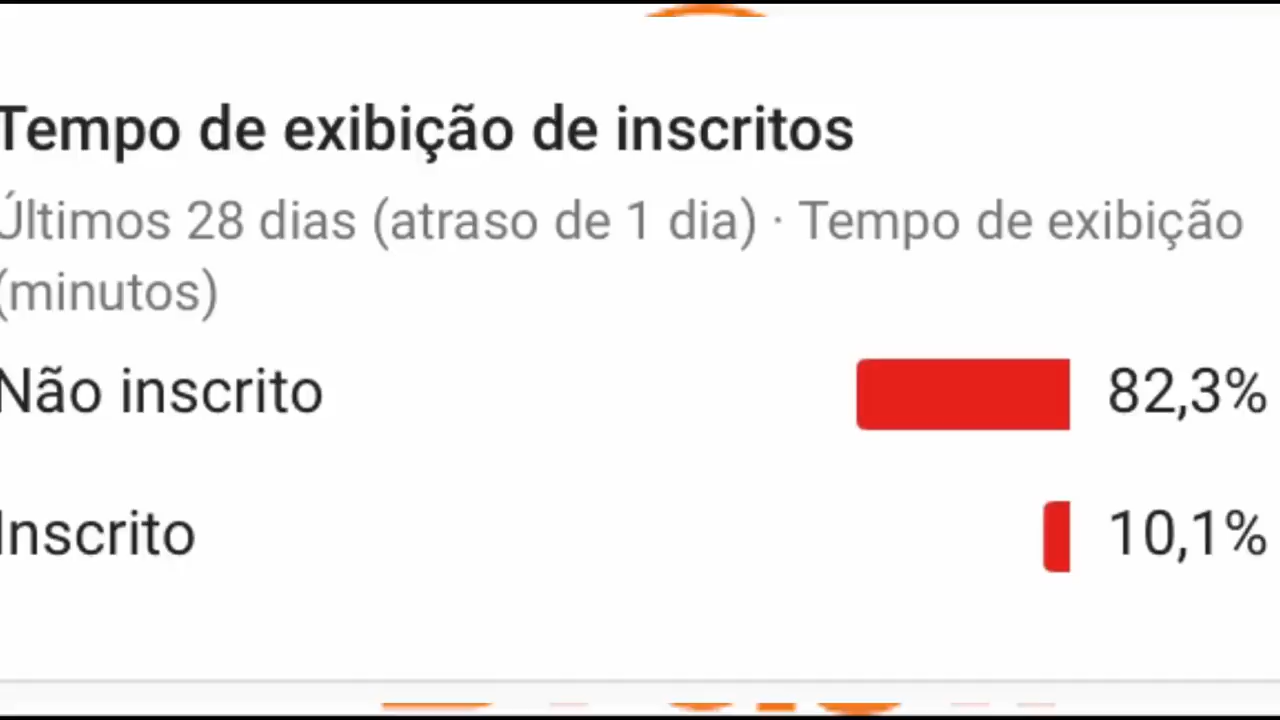 Tempo de exibição de inscritos
Últimos 28 dias (atraso de 1 dia) · Tempo de exibição
(minutos)
Não inscrito 82,3%
Inscrito 10,1%